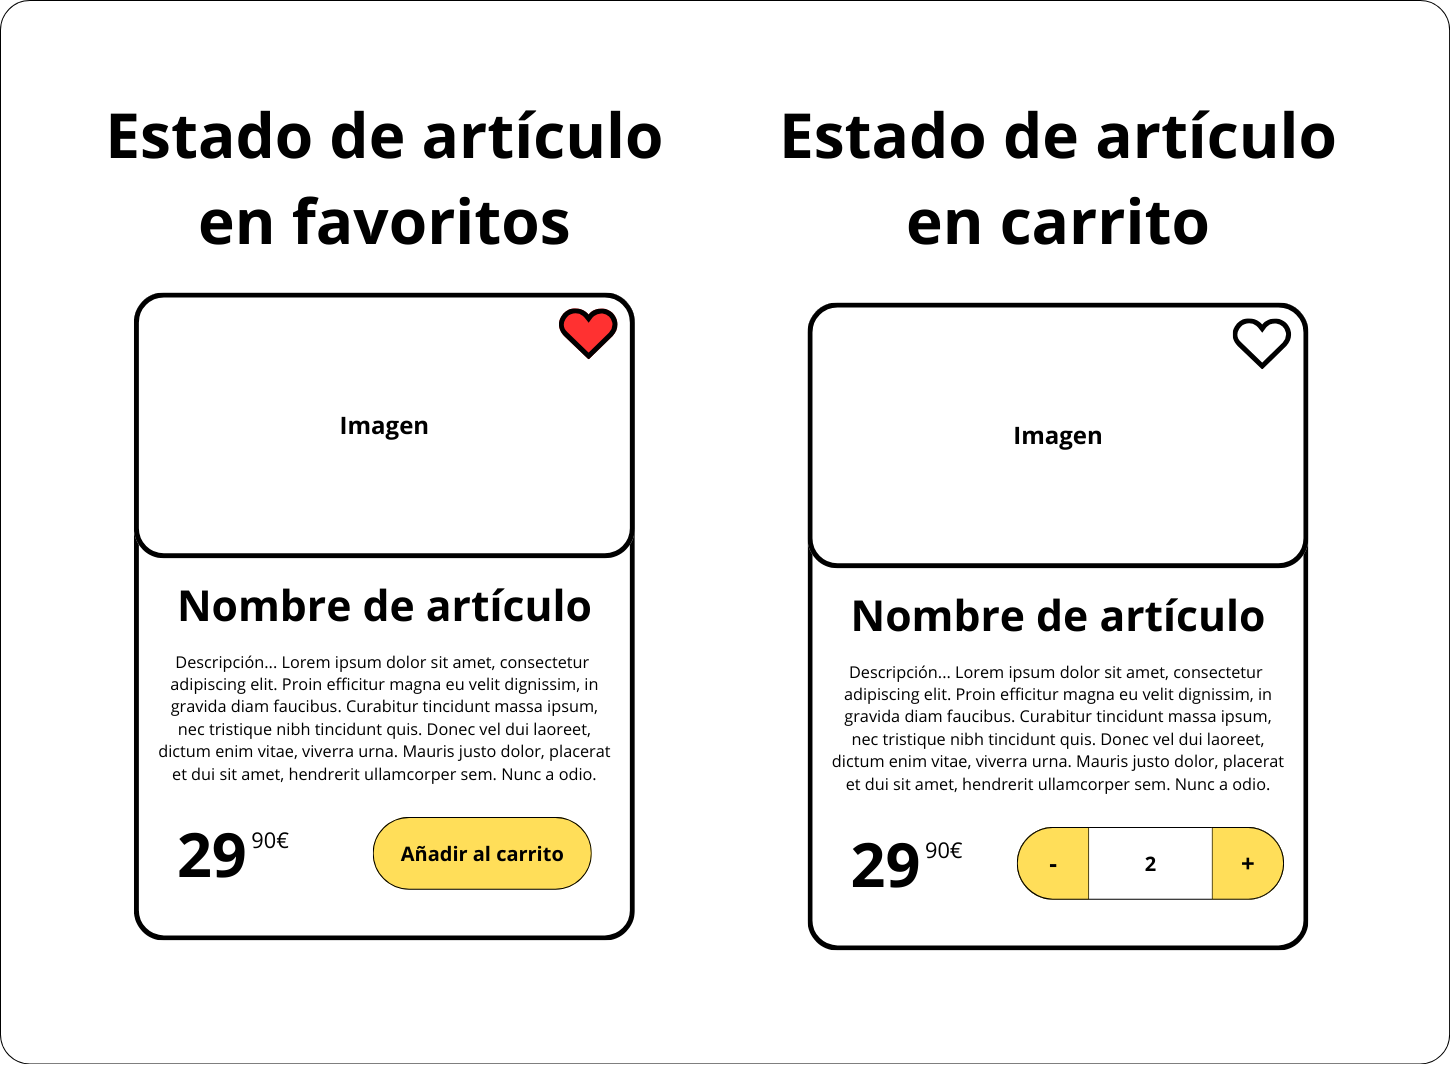 Estado de artículo
en favoritos
Imagen
Nombre de artículo
Descripción... Lorem ipsum dolor sit amet, consectetur
adipiscing elit. Proin efficitur magna eu velit dignissim, in
gravida diam faucibus. Curabitur tincidunt massa ipsum,
nec tristique nibh tincidunt quis. Donec vel dui laoreet,
dictum enim vitae, viverra urna. Mauris justo dolor, placerat
et dui sit amet, hendrerit ullamcorper sem. Nunc a odio.
29 90€
Añadir al carrito
Estado de artículo
en carrito
Imagen
Nombre de artículo
Descripción... Lorem ipsum dolor sit amet, consectetur
adipiscing elit. Proin efficitur magna eu velit dignissim, in
gravida diam faucibus. Curabitur tincidunt massa ipsum,
nec tristique nibh tincidunt quis. Donec vel dui laoreet,
dictum enim vitae, viverra urna. Mauris justo dolor, placerat
et dui sit amet, hendrerit ullamcorper sem. Nunc a odio.
29 90€
- 2 +